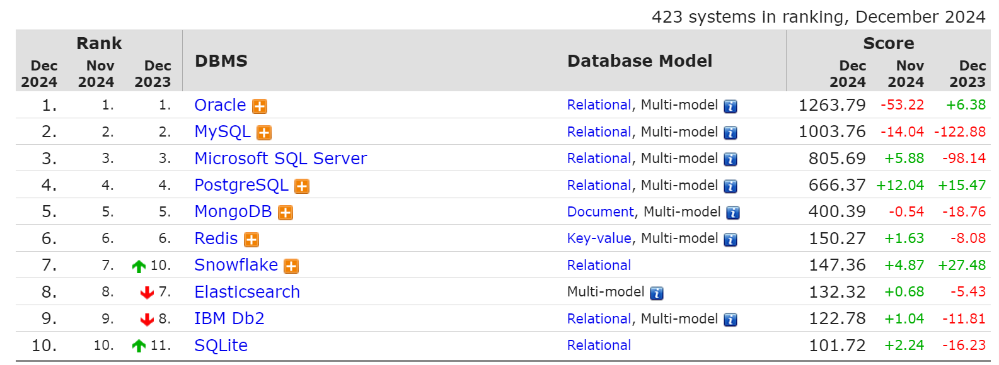 423 systems in ranking, December 2024
Rank DBMS Database Model Score
Dec 2024 Nov 2024 Dec 2023 Dec 2024 Nov 2024 Dec 2023
1. 1. 1. Oracle Relational, Multi-model 1263.79 -53.22 +6.38
2. 2. 2. MySQL Relational, Multi-model 1003.76 -14.04 -122.88
3. 3. 3. Microsoft SQL Server Relational, Multi-model 805.69 +5.88 -98.14
4. 4. 4. PostgreSQL Relational, Multi-model 666.37 +12.04 +15.47
5. 5. 5. MongoDB Document, Multi-model 400.39 -0.54 -18.76
6. 6. 6. Redis Key-value, Multi-model 150.27 +1.63 -8.08
7. 7. 10. Snowflake Relational 147.36 +4.87 +27.48
8. 8. 7. Elasticsearch Multi-model 132.32 +0.68 -5.43
9. 9. 8. IBM Db2 Relational, Multi-model 122.78 +1.04 -11.81
10. 10. 11. SQLite Relational 101.72 +2.24 -16.23